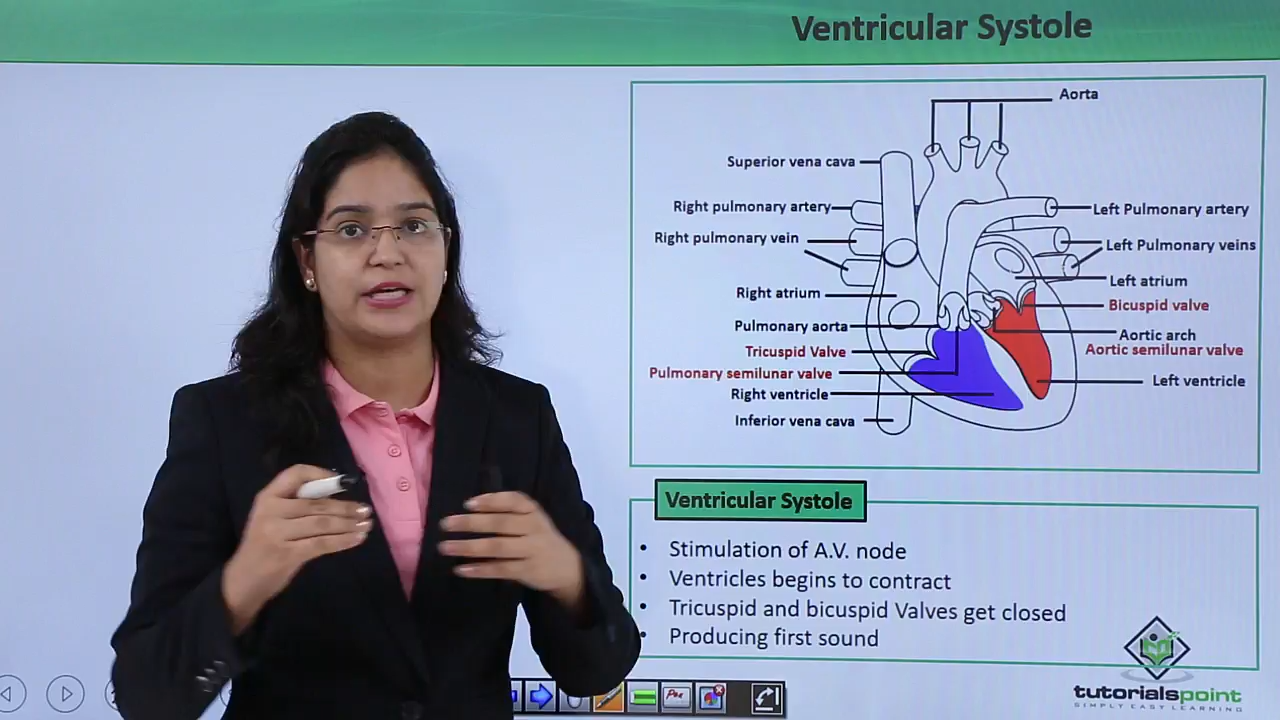 Ventricular Systole
Aorta
Superior vena cava
Right pulmonary artery
Left Pulmonary artery
Right pulmonary vein
Left Pulmonary veins
Left atrium
Right atrium
Bicuspid valve
Pulmonary aorta
Aortic arch
Tricuspid Valve
Aortic semilunar valve
Pulmonary semilunar valve
Left ventricle
Right ventricle
Inferior vena cava
Ventricular Systole
• Stimulation of A.V. node
• Ventricles begins to contract
• Tricuspid and bicuspid Valves get closed
• Producing first sound
Pen
tutorialspoint
SIMPLY EASY LEARNING